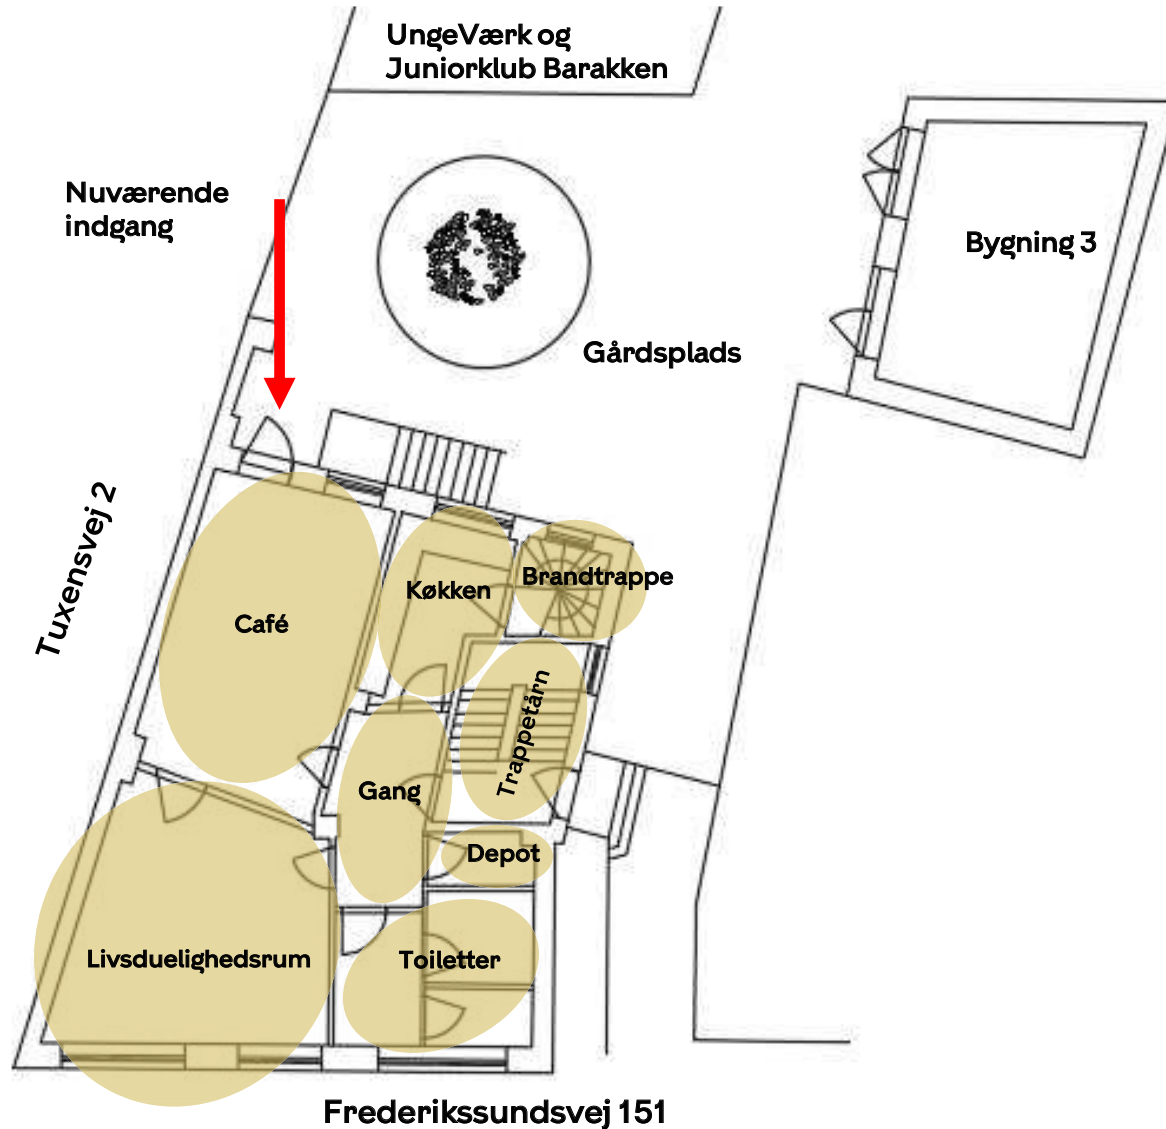 UngeVærk og
Juniorklub Barakken
Nuværende
indgang
Bygning 3
Gårdsplads
Tuxensvej 2
Café
Køkken
Brandtrappe
Trappetårn
Gang
Depot
Livsduelighedsrum
Toiletter
Frederikssundsvej 151